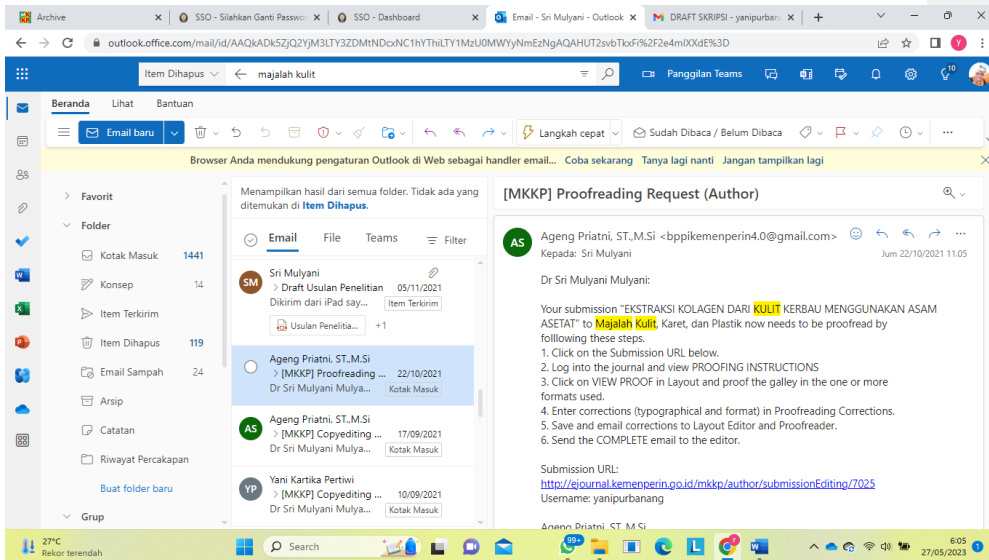 Archive
SSO - Silahkan Ganti Passwo
SSO - Dashboard
Email - Sri Mulyani - Outlook
DRAFT SKRIPSI - yanipurban
outlook.office.com/mail/id/AAQkADk5ZjQ2YjM3LTY3ZDMtNDcxNC1hYThiLTY1MzU0MWYyNmEzNgAQAHUT2svbTkxFi%2F2e4mIXXdE%3D
Item Dihapus
majalah kulit
Panggilan Teams
10
Beranda Lihat Bantuan
Email baru
Langkah cepat
Sudah Dibaca / Belum Dibaca
Browser Anda mendukung pengaturan Outlook di Web sebagai handler email... Coba sekarang Tanya lagi nanti Jangan tampilkan lagi
Favorit
Folder
Kotak Masuk 1441
Konsep 14
Item Terkirim
Item Dihapus 119
Email Sampah 24
Arsip
Catatan
Riwayat Percakapan
Buat folder baru
Grup
Menampilkan hasil dari semua folder. Tidak ada yang
ditemukan di Item Dihapus.
Email File Teams Filter
SM
Sri Mulyani
> Draft Usulan Penelitian 05/11/2021
Dikirim dari iPad say... Item Terkirim
Usulan Penelitia... +1
Ageng Priatni, ST.,M.Si
> [MKKP] Proofreading ... 22/10/2021
Dr Sri Mulyani Mulya... Kotak Masuk
AS
Ageng Priatni, ST.,M.Si
> [MKKP] Copyediting ... 17/09/2021
Dr Sri Mulyani Mulya... Kotak Masuk
YP
Yani Kartika Pertiwi
> [MKKP] Copyediting ... 10/09/2021
Dr Sri Mulyani Mulya... Kotak Masuk
[MKKP] Proofreading Request (Author)
AS
Ageng Priatni, ST.,M.Si <bppikemenperin4.0@gmail.com>
Kepada: Sri Mulyani
Jum 22/10/2021 11.05
Dr Sri Mulyani Mulyani:
Your submission "EKSTRAKSI KOLAGEN DARI KULIT KERBAU MENGGUNAKAN ASAM
ASETAT" to Majalah Kulit, Karet, dan Plastik now needs to be proofread by
folllowing these steps.
1. Click on the Submission URL below.
2. Log into the journal and view PROOFING INSTRUCTIONS
3. Click on VIEW PROOF in Layout and proof the galley in the one or more
formats used.
4. Enter corrections (typographical and format) in Proofreading Corrections.
5. Save and email corrections to Layout Editor and Proofreader.
6. Send the COMPLETE email to the editor.
Submission URL:
http://ejournal.kemenperin.go.id/mkkp/author/submissionEditing/7025
Username: yanipurbanang
Ageng Priatni, ST.,M.Si
27°C
Rekor terendah
Search
99+
6:05
27/05/2023
1